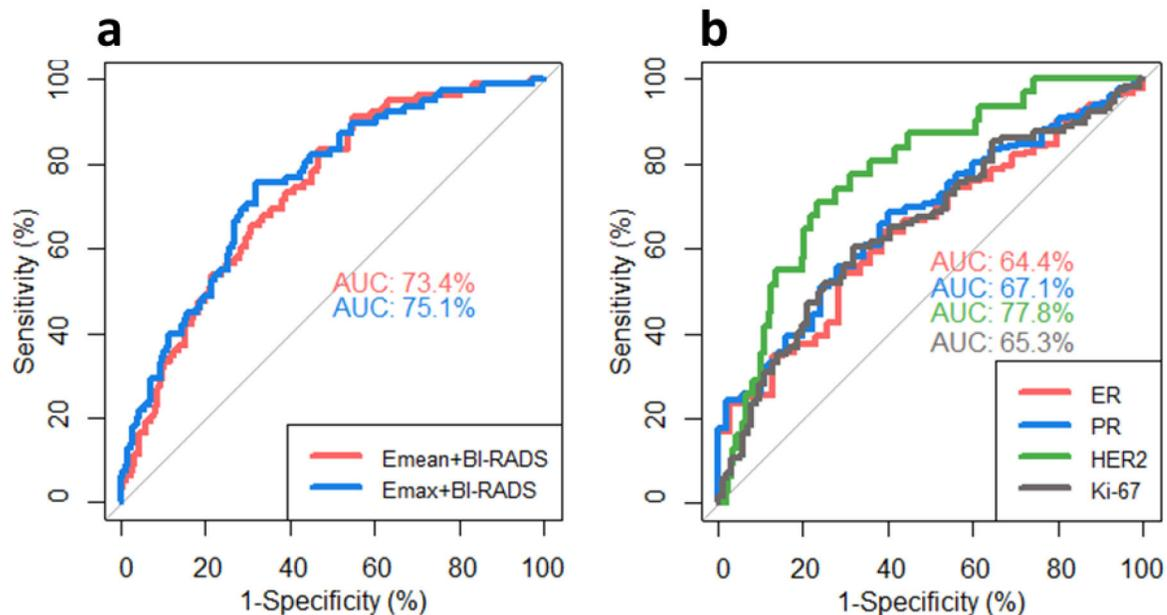 a
100
80
60
40
20
0
Sensitivity (%)
AUC: 73.4%
AUC: 75.1%
Emean+BI-RADS
Emax+BI-RADS
0 20 40 60 80 100
1-Specificity (%)
b
100
80
60
40
20
0
Sensitivity (%)
AUC: 64.4%
AUC: 67.1%
AUC: 77.8%
AUC: 65.3%
ER
PR
HER2
Ki-67
0 20 40 60 80 100
1-Specificity (%)